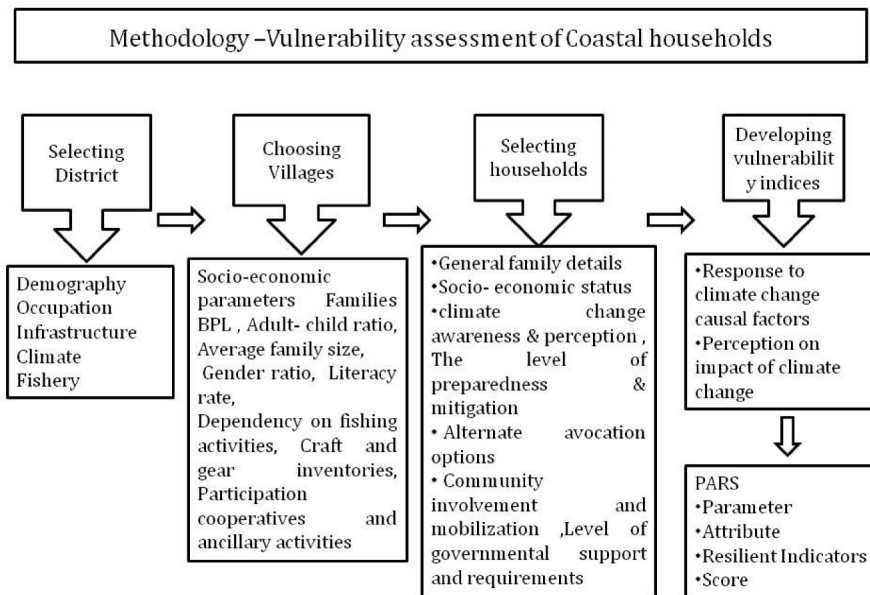 Methodology –Vulnerability assessment of Coastal households
Selecting
District
Choosing
Villages
Selecting
households
Developing
vulnerabilit
y indices
Demography
Occupation
Infrastructure
Climate
Fishery
Socio-economic
parameters Families
BPL , Adult- child ratio,
Average family size,
Gender ratio, Literacy
rate,
Dependency on fishing
activities, Craft and
gear inventories,
Participation
cooperatives and
ancillary activities
•General family details
•Socio- economic status
•climate change
awareness & perception ,
The level of
preparedness &
mitigation
• Alternate avocation
options
• Community
involvement and
mobilization ,Level of
governmental support
and requirements
•Response to
climate change
causal factors
•Perception on
impact of climate
change
PARS
•Parameter
•Attribute
•Resilient Indicators
•Score